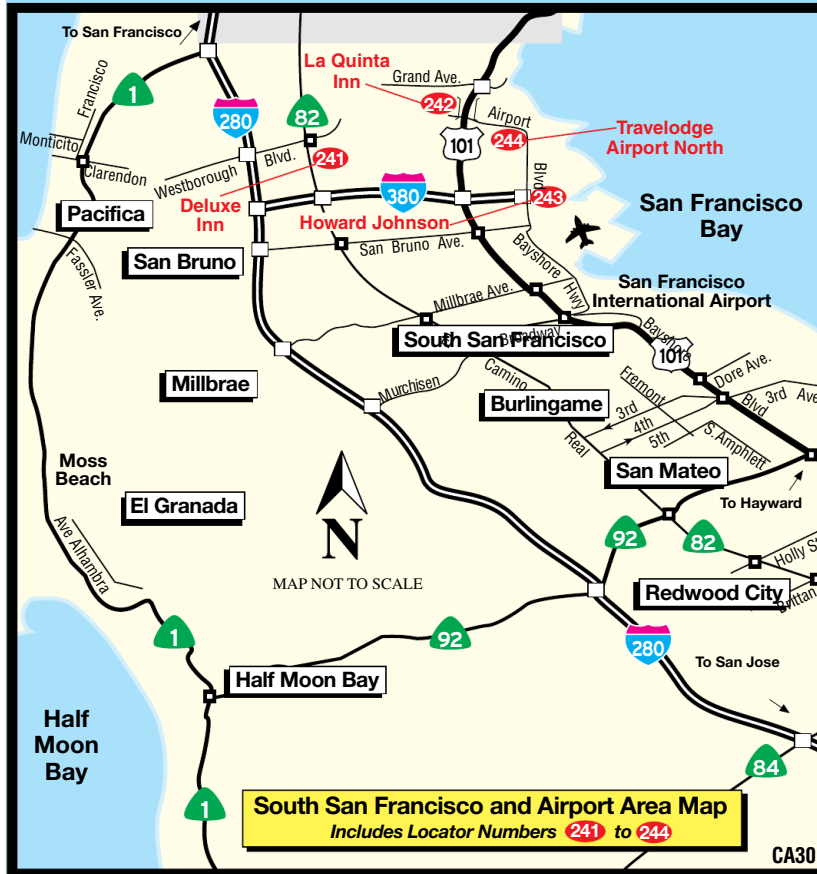 To San Francisco
La Quinta
Inn
Grand Ave.
Francisco
1
280
82
242
Airport
101
244
Travelodge
Airport North
Monticito
Clarendon
Westborough Blvd.
241
Blvd
Deluxe
Inn
380
243
Howard Johnson
Pacifica
San Francisco
Bay
San Bruno
San Bruno Ave.
Fassler Ave.
Bayshore Hwy
San Francisco
International Airport
Millbrae Ave.
South San Francisco
Broadway
Bayshore
101
Blvd
Dore Ave.
Millbrae
Murchisen
Camino
Real
Burlingame
Fremont
3rd
4th
5th
3rd Ave
S. Amphlett
Moss
Beach
San Mateo
El Granada
To Hayward
Ave Alhambra
N
MAP NOT TO SCALE
92
82
Holly St
Redwood City
Brittan
1
92
280
To San Jose
Half Moon Bay
Half
Moon
Bay
84
1
South San Francisco and Airport Area Map
Includes Locator Numbers 241 to 244
CA30